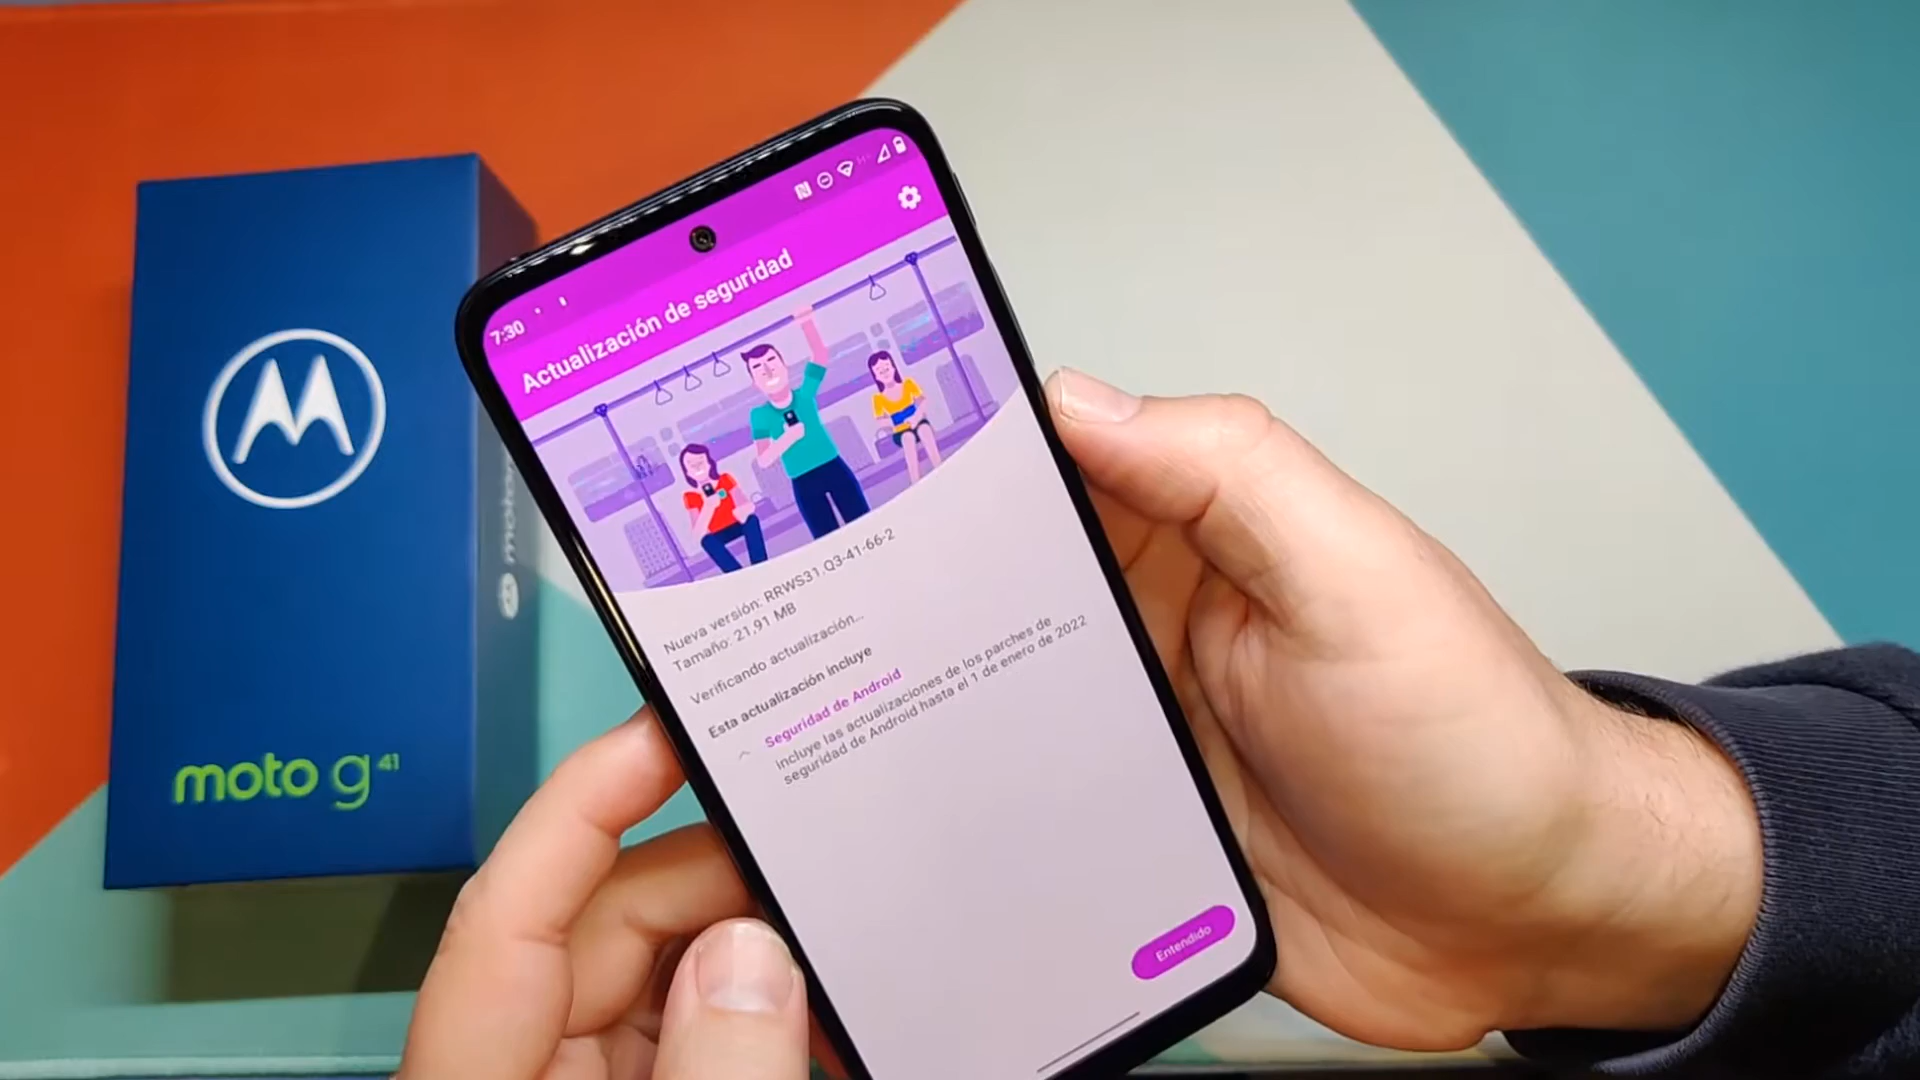 7:30
Actualización de seguridad
Nueva versión: RRWS31.Q3-41-66-2
Tamaño: 21,91 MB
Verificando actualización...
Esta actualización incluye
Seguridad de Android
Incluye las actualizaciones de los parches de
seguridad de Android hasta el 1 de enero de 2022
Entendido
moto g 41